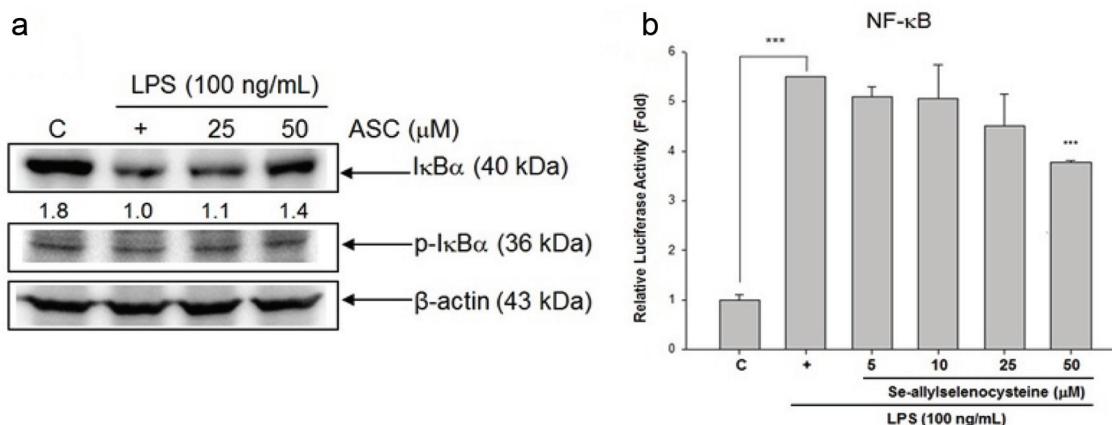 a
LPS (100 ng/mL)
C + 25 50 ASC (μM)
IκBα (40 kDa)
1.8 1.0 1.1 1.4
p-IκBα (36 kDa)
β-actin (43 kDa)
b
NF-κB
Relative Luciferase Activity (Fold)
6
5
4
3
2
1
0
***
***
C + 5 10 25 50
Se-allylselenocysteine (μM)
LPS (100 ng/mL)